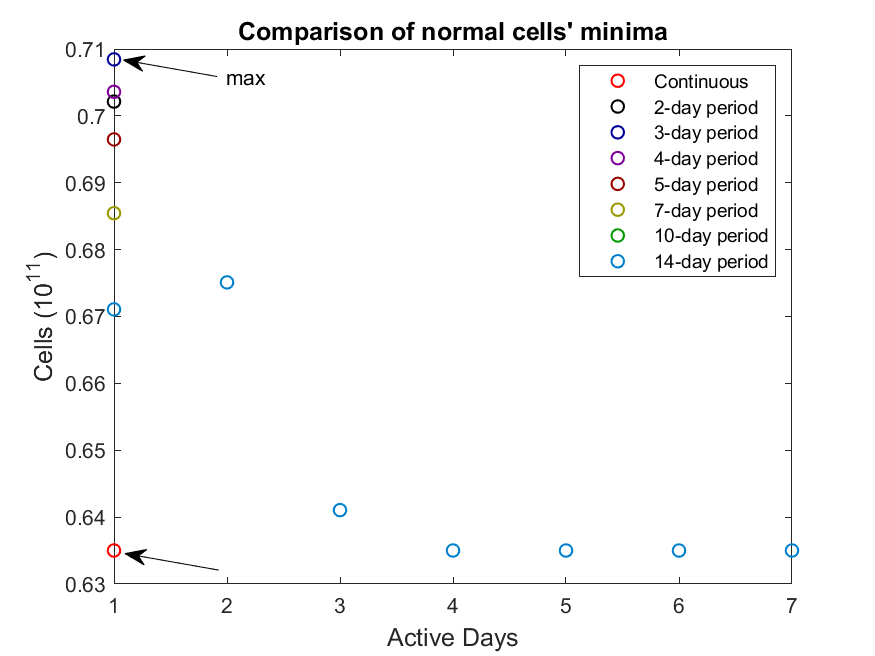 Comparison of normal cells' minima
Cells (10^11)
0.71
0.7
0.69
0.68
0.67
0.66
0.65
0.64
0.63
max
Continuous
2-day period
3-day period
4-day period
5-day period
7-day period
10-day period
14-day period
1 2 3 4 5 6 7
Active Days